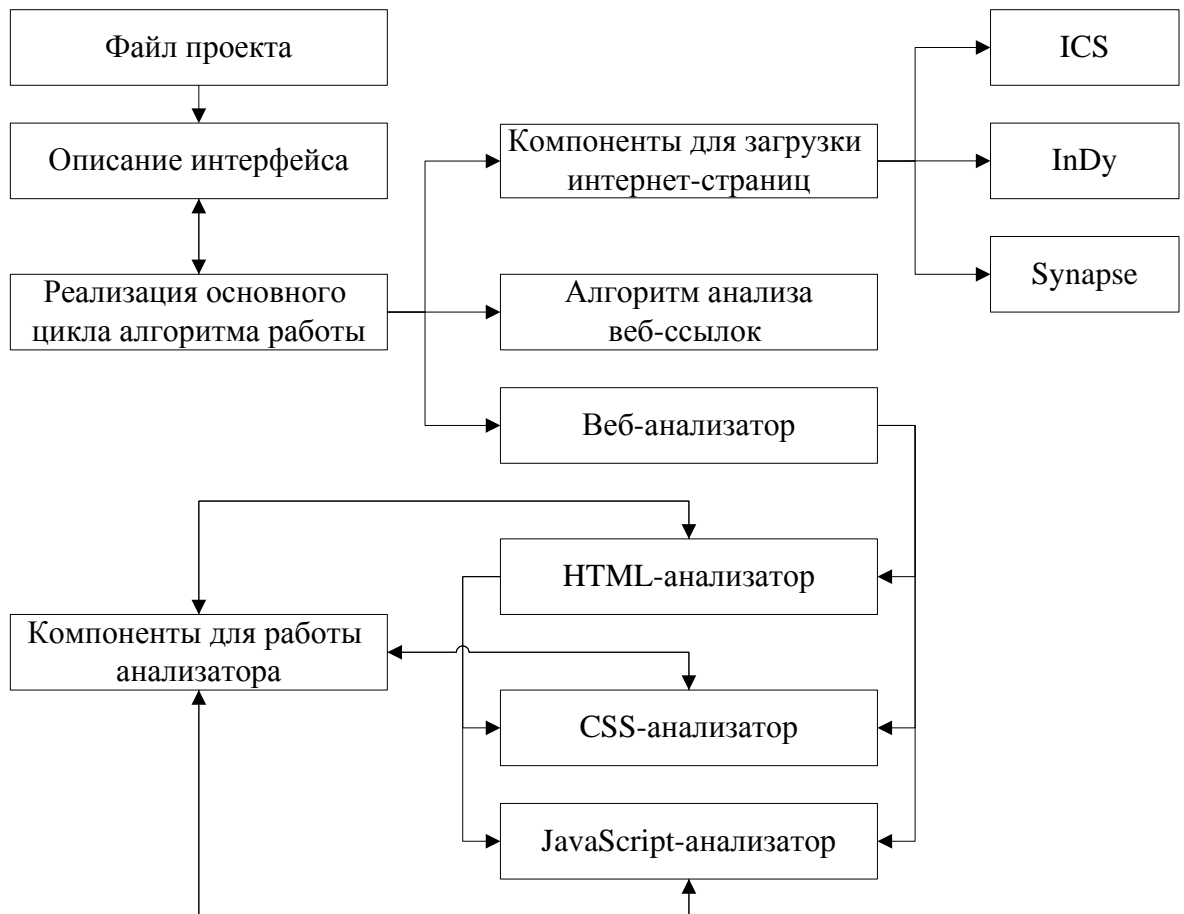 Файл проекта
ICS
Описание интерфейса
Компоненты для загрузки
интернет-страниц
InDy
Реализация основного
цикла алгоритма работы
Алгоритм анализа
веб-ссылок
Synapse
Веб-анализатор
HTML-анализатор
Компоненты для работы
анализатора
CSS-анализатор
JavaScript-анализатор